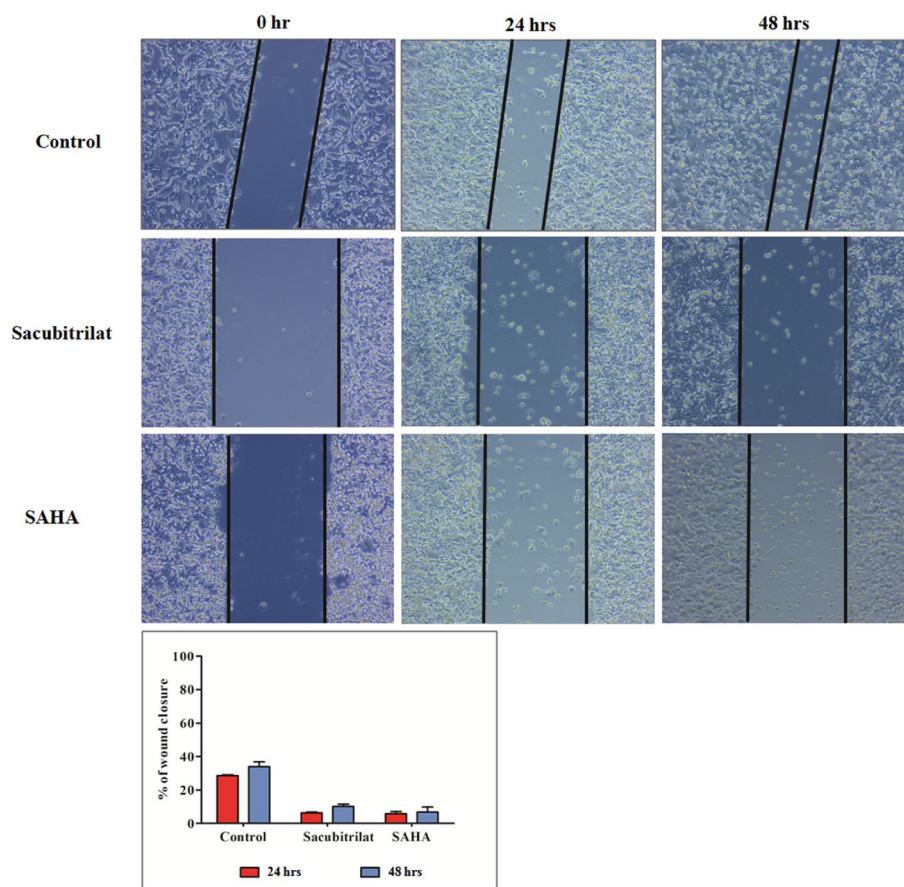 0 hr 24 hrs 48 hrs
Control
Sacubitrilat
SAHA
% of wound closure
100
80
60
40
20
0
Control Sacubitrilat SAHA
24 hrs 48 hrs